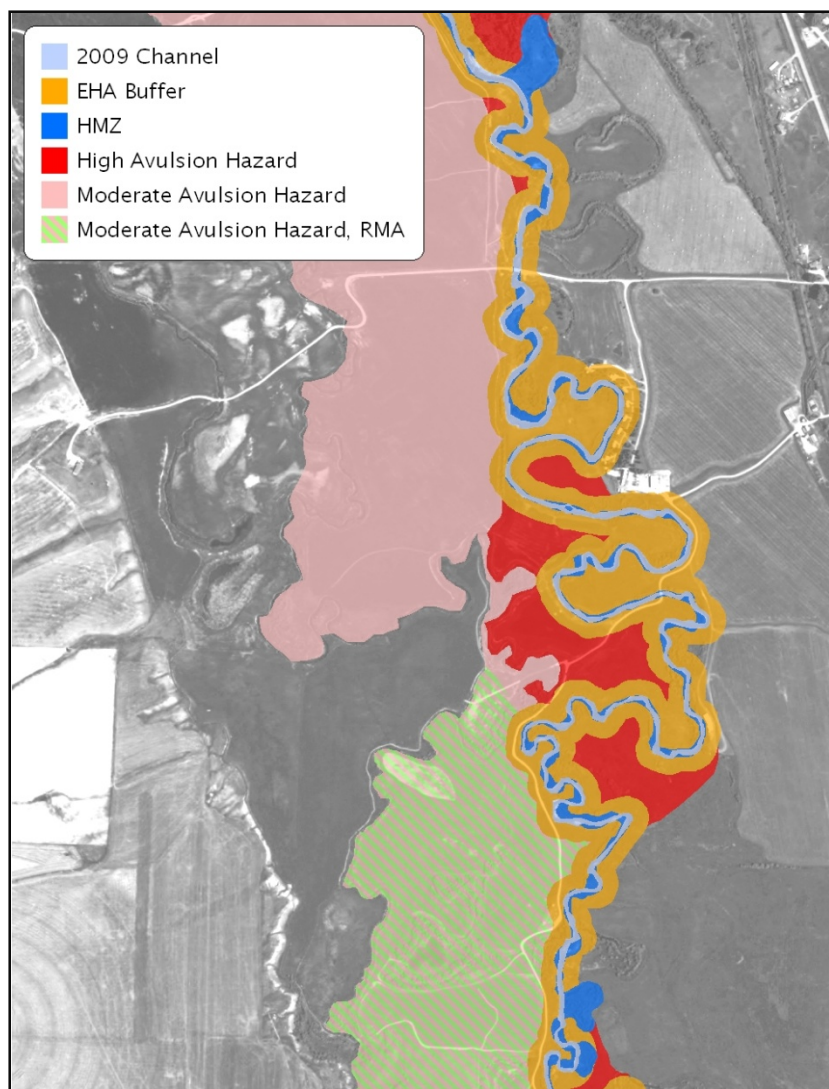 2009 Channel
EHA Buffer
HMZ
High Avulsion Hazard
Moderate Avulsion Hazard
Moderate Avulsion Hazard, RMA